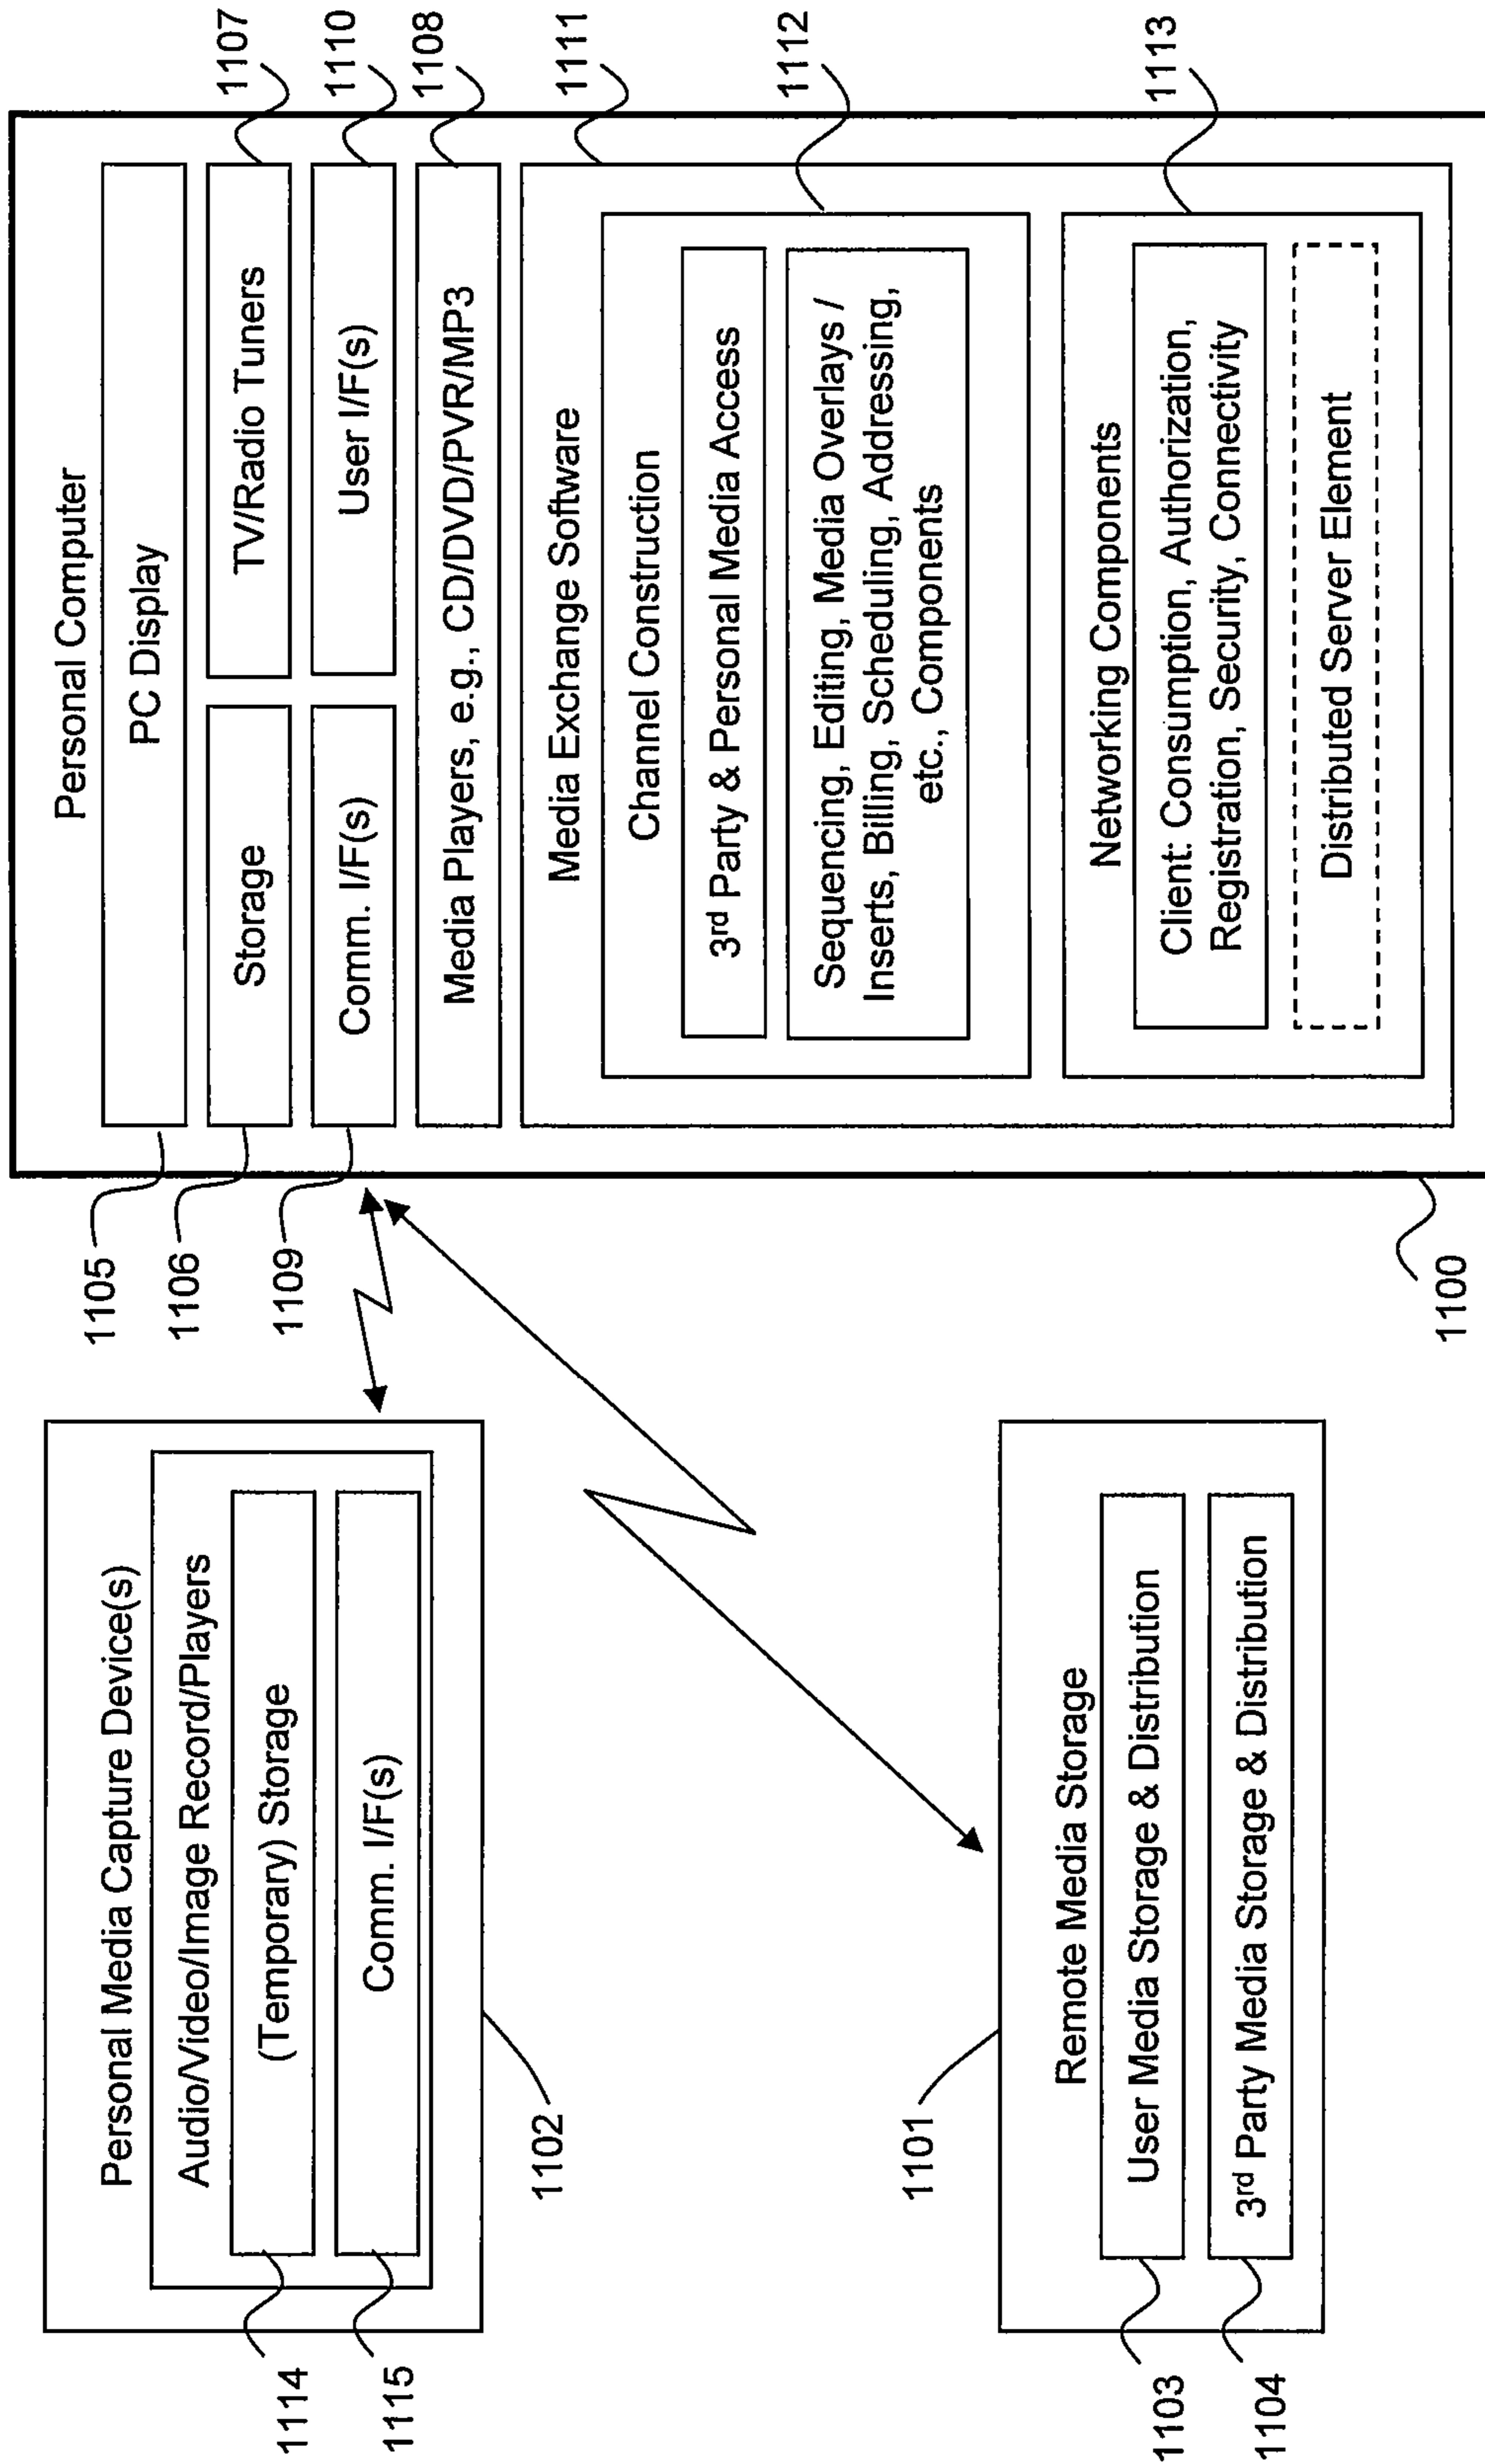 Personal Media Capture Device(s)
Audio/Video/Image Record/Players
(Temporary) Storage
Comm. I/F(s)
1114
1115
1102
Remote Media Storage
User Media Storage & Distribution
3rd Party Media Storage & Distribution
1101
1103
1104
Personal Computer
PC Display
Storage
TV/Radio Tuners
Comm. I/F(s)
User I/F(s)
Media Players, e.g., CD/DVD/PVR/MP3
Media Exchange Software
Channel Construction
3rd Party & Personal Media Access
Sequencing, Editing, Media Overlays /
Inserts, Billing, Scheduling, Addressing,
etc., Components
Networking Components
Client: Consumption, Authorization,
Registration, Security, Connectivity
Distributed Server Element
1105
1106
1109
1100
1107
1110
1108
1111
1112
1113